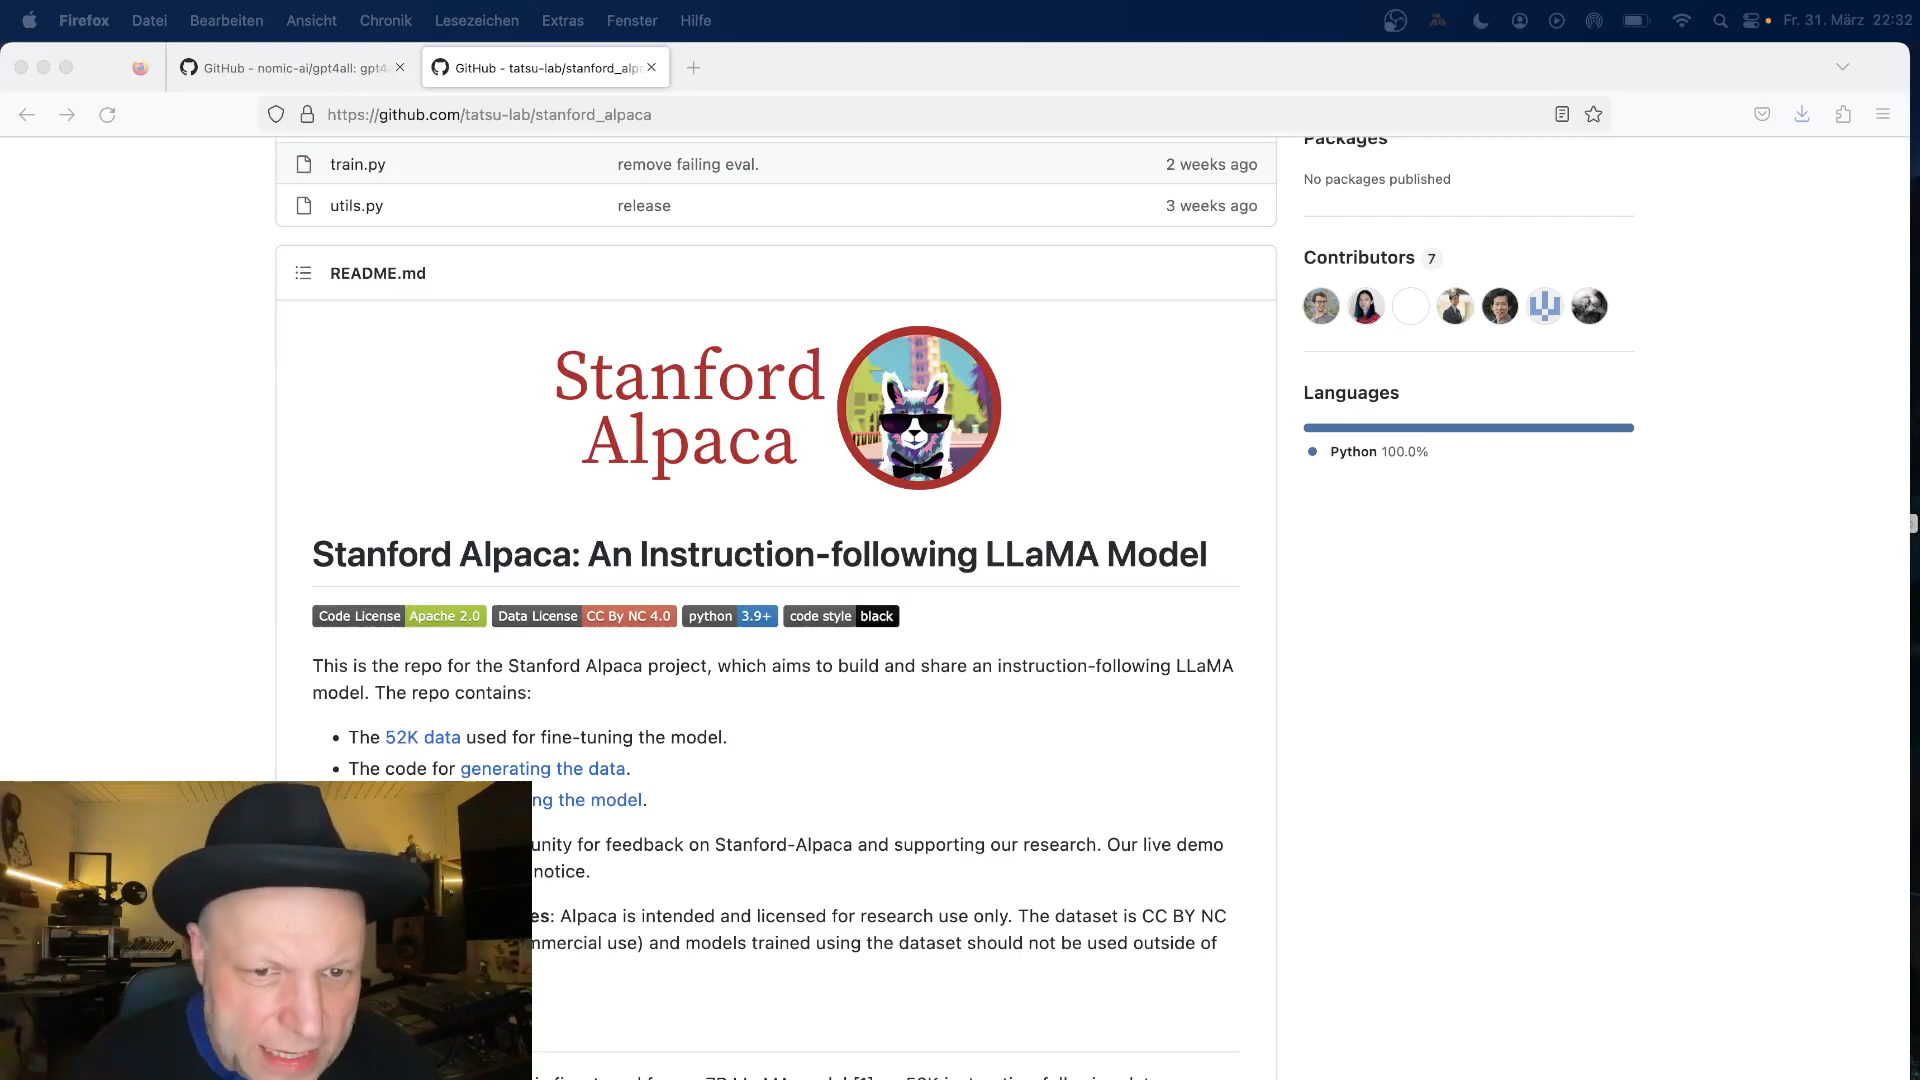 Firefox Datei Bearbeiten Ansicht Chronik Lesezeichen Extras Fenster Hilfe Fr. 31. März 22:32
GitHub - nomic-ai/gpt4all: gpt4 GitHub - tatsu-lab/stanford_alp
https://github.com/tatsu-lab/stanford_alpaca
train.py remove failing eval. 2 weeks ago
utils.py release 3 weeks ago
README.md
Stanford
Alpaca
Stanford Alpaca: An Instruction-following LLaMA Model
Code License Apache 2.0 Data License CC By NC 4.0 python 3.9+ code style black
This is the repo for the Stanford Alpaca project, which aims to build and share an instruction-following LLaMA
model. The repo contains:
The 52K data used for fine-tuning the model.
The code for generating the data.
ng the model.
unity for feedback on Stanford-Alpaca and supporting our research. Our live demo
notice.
es: Alpaca is intended and licensed for research use only. The dataset is CC BY NC
mmercial use) and models trained using the dataset should not be used outside of
Packages
No packages published
Contributors 7
Languages
Python 100.0%